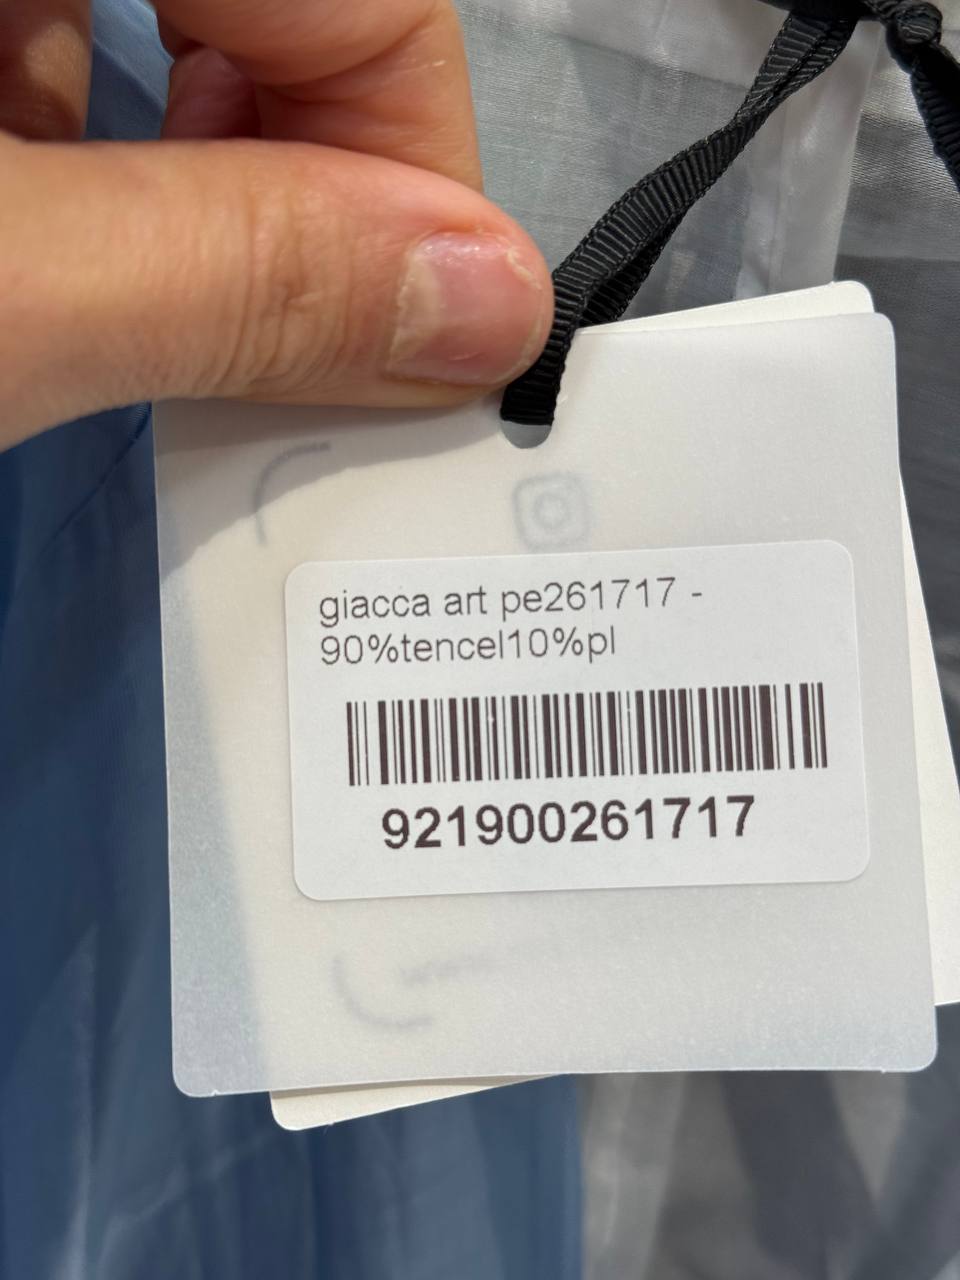 giacca art pe261717 -
90%tencel10%pl
921900261717